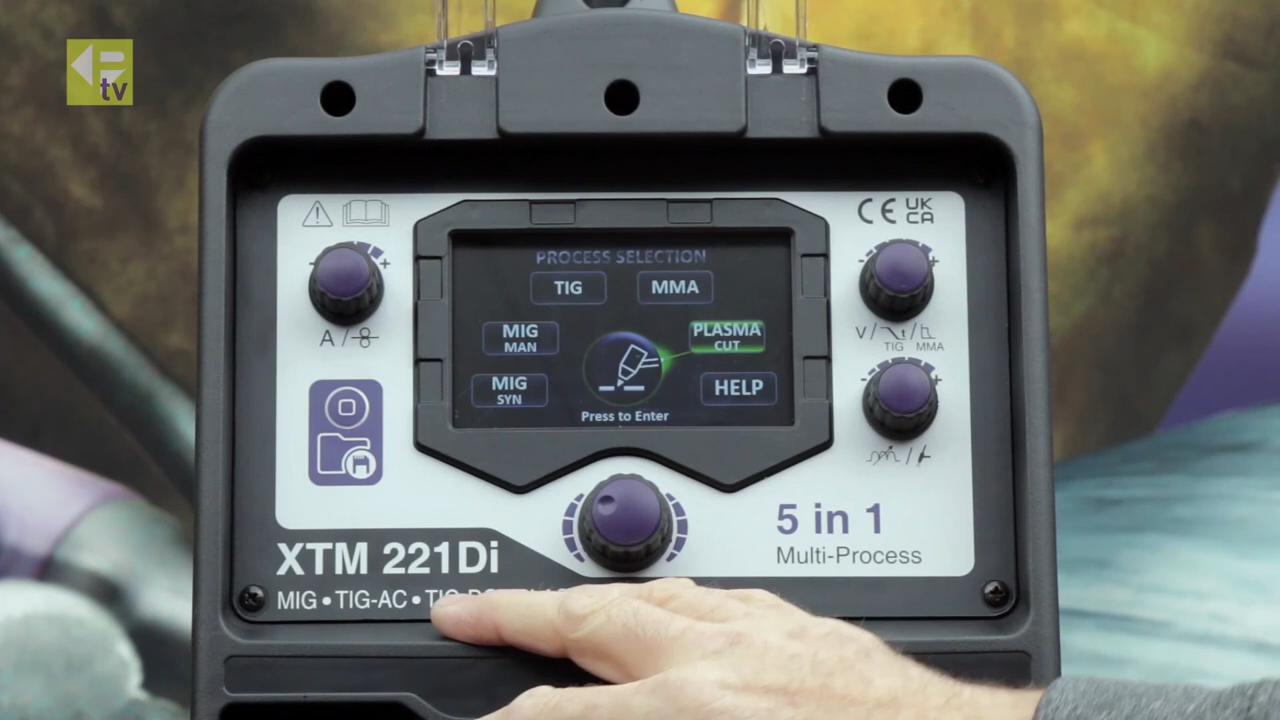 tv
CE UK
CA
A /
PROCESS SELECTION
TIG
MMA
MIG
MAN
PLASMA
CUT
MIG
SYN
HELP
Press to Enter
V / TIG / MMA
5 in 1
Multi-Process
XTM 221Di
MIG • TIG-AC •